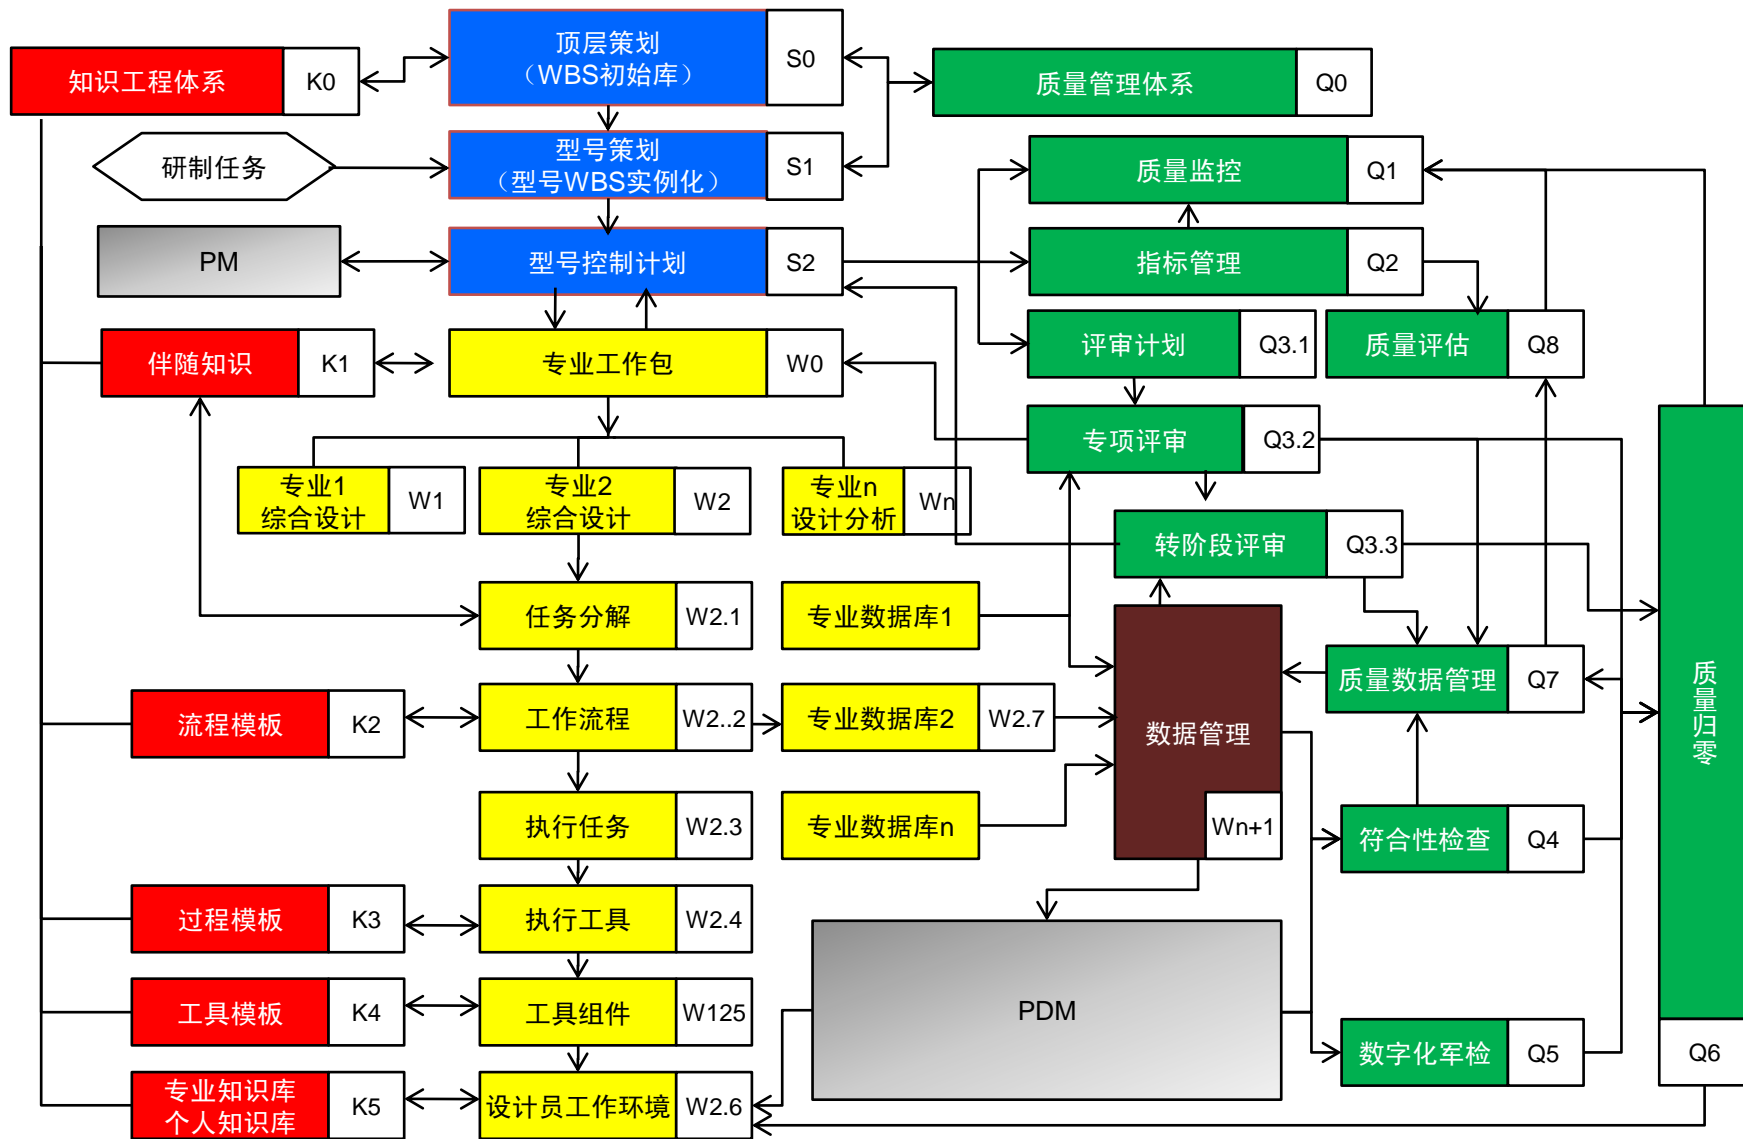 顶层策划
（WBS初始库）
S0
知识工程体系
K0
质量管理体系
Q0
研制任务
型号策划
（型号WBS实例化）
S1
质量监控
Q1
PM
型号控制计划
S2
指标管理
Q2
伴随知识
K1
专业工作包
W0
评审计划
Q3.1
质量评估
Q8
专项评审
Q3.2
专业1
综合设计
W1
专业2
综合设计
W2
专业n
设计分析
Wn
转阶段评审
Q3.3
任务分解
W2.1
专业数据库1
质量数据管理
Q7
质量归零
流程模板
K2
工作流程
W2..2
专业数据库2
W2.7
数据管理
Wn+1
执行任务
W2.3
专业数据库n
符合性检查
Q4
过程模板
K3
执行工具
W2.4
工具模板
K4
工具组件
W125
PDM
数字化军检
Q5
Q6
专业知识库
个人知识库
K5
设计员工作环境
W2.6